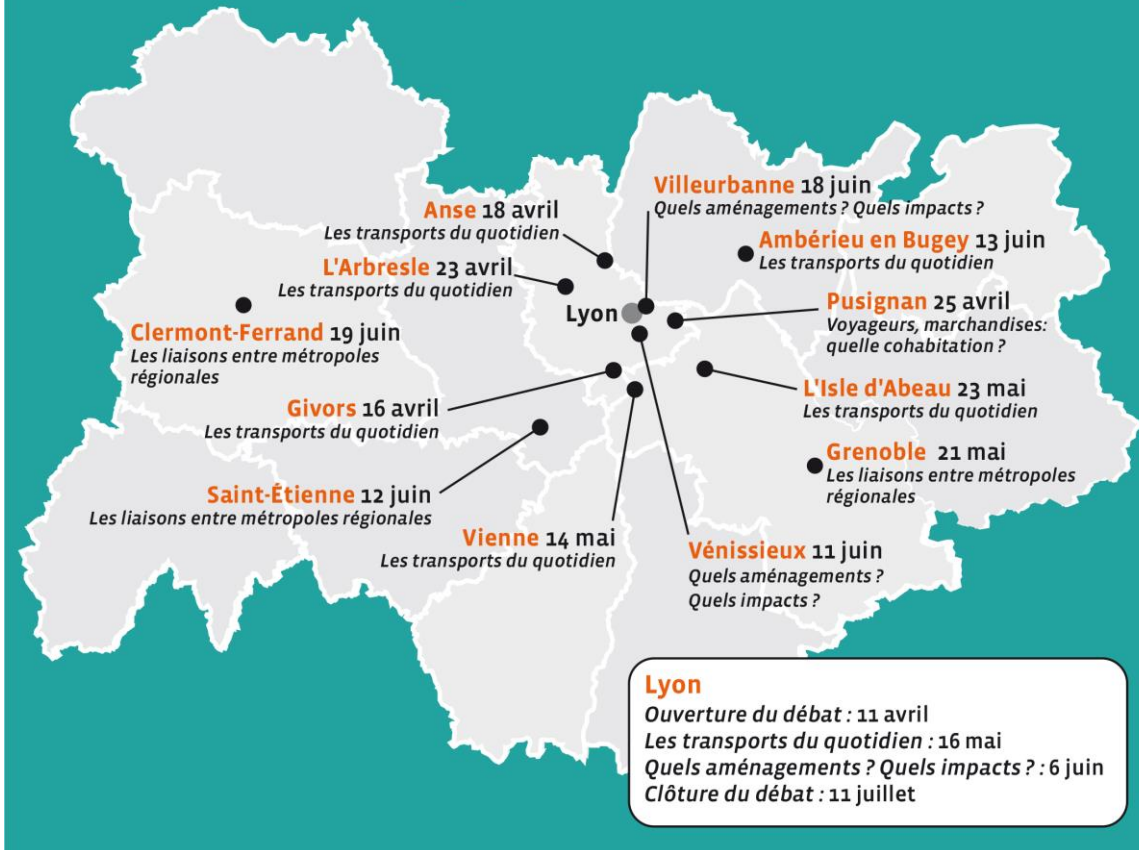 Villeurbanne 18 juin
Quels aménagements ? Quels impacts ?
Anse 18 avril
Les transports du quotidien
Ambérieu en Bugey 13 juin
Les transports du quotidien
L'Arbresle 23 avril
Les transports du quotidien
Lyon
Pusignan 25 avril
Voyageurs, marchandises:
quelle cohabitation ?
Clermont-Ferrand 19 juin
Les liaisons entre métropoles
régionales
L'Isle d'Abeau 23 mai
Les transports du quotidien
Givors 16 avril
Les transports du quotidien
Grenoble 21 mai
Les liaisons entre métropoles
régionales
Saint-Étienne 12 juin
Les liaisons entre métropoles régionales
Vienne 14 mai
Les transports du quotidien
Vénissieux 11 juin
Quels aménagements ?
Quels impacts ?
Lyon
Ouverture du débat : 11 avril
Les transports du quotidien : 16 mai
Quels aménagements ? Quels impacts ? : 6 juin
Clôture du débat : 11 juillet